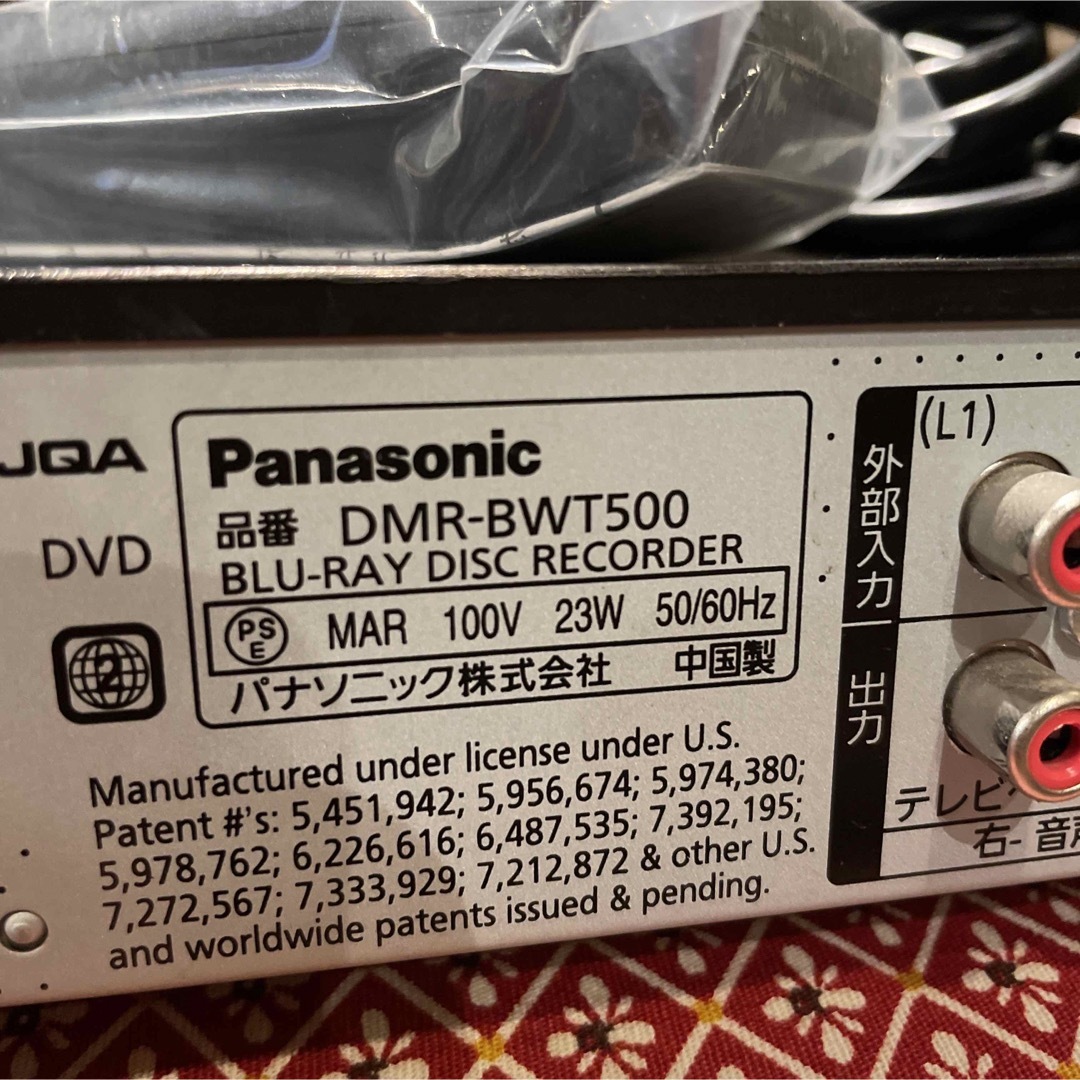 JQA
DVD
2
Panasonic
品番 DMR-BWT500
BLU-RAY DISC RECORDER
PSE MAR 100V 23W 50/60Hz
パナソニック株式会社 中国製
Manufactured under license under U.S.
Patent #'s: 5,451,942; 5,956,674; 5,974,380;
5,978,762; 6,226,616; 6,487,535; 7,392,195;
7,272,567; 7,333,929; 7,212,872 & other U.S.
and worldwide patents issued & pending.
(L1)
外部入力
出力
テレビ
右-音声